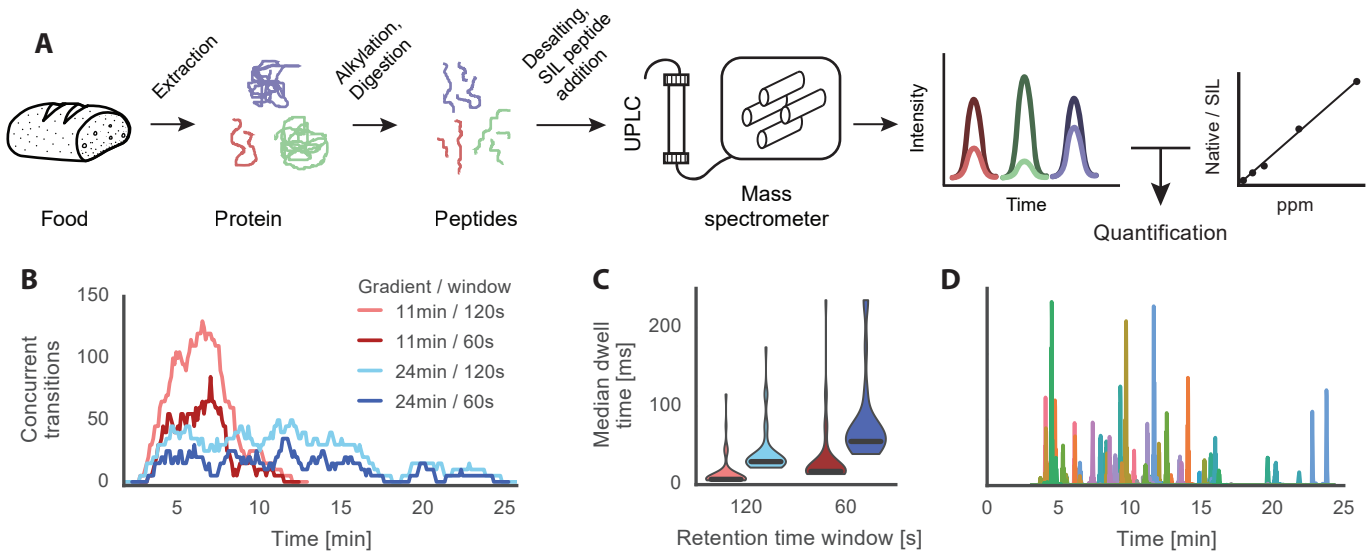 A
Extraction
Alkylation,
Digestion
Desalting,
SIL peptide
addition
UPLC
Intensity
Native / SIL
Time
ppm
Food
Protein
Peptides
Mass
spectrometer
Quantification
B
Concurrent
transitions
150
100
50
0
Gradient / window
11min / 120s
11min / 60s
24min / 120s
24min / 60s
5
10
15
20
25
Time [min]
C
Median dwell
time [ms]
200
100
0
120
60
Retention time window [s]
D
0
5
10
15
20
25
Time [min]